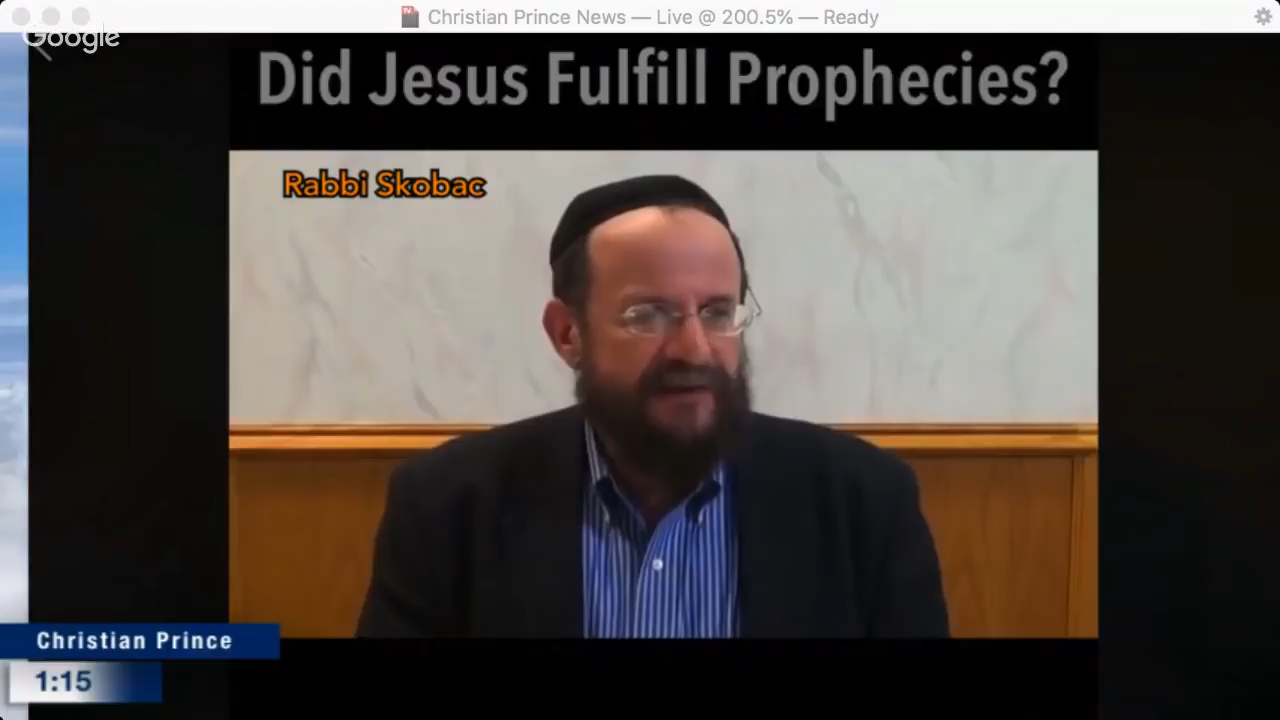 Christian Prince News — Live @ 200.5% — Ready
Google
Did Jesus Fulfill Prophecies?
Rabbi Skobac
Christian Prince
1:15